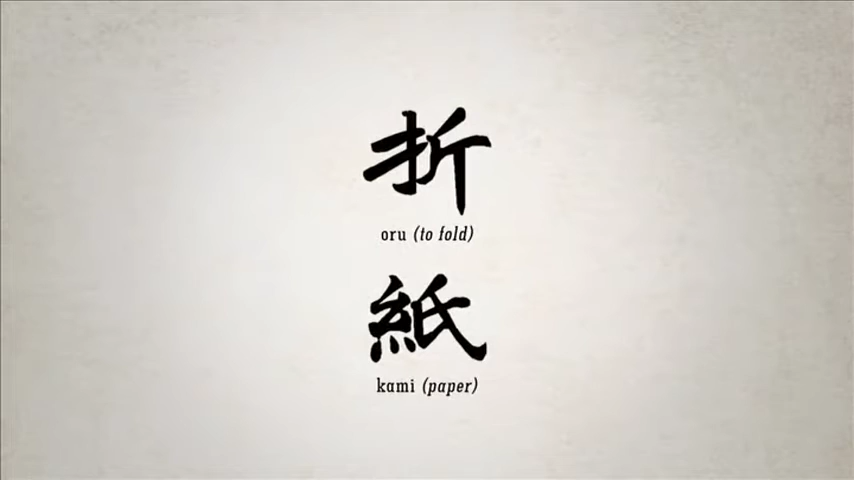 折
oru (to fold)
紙
kami (paper)